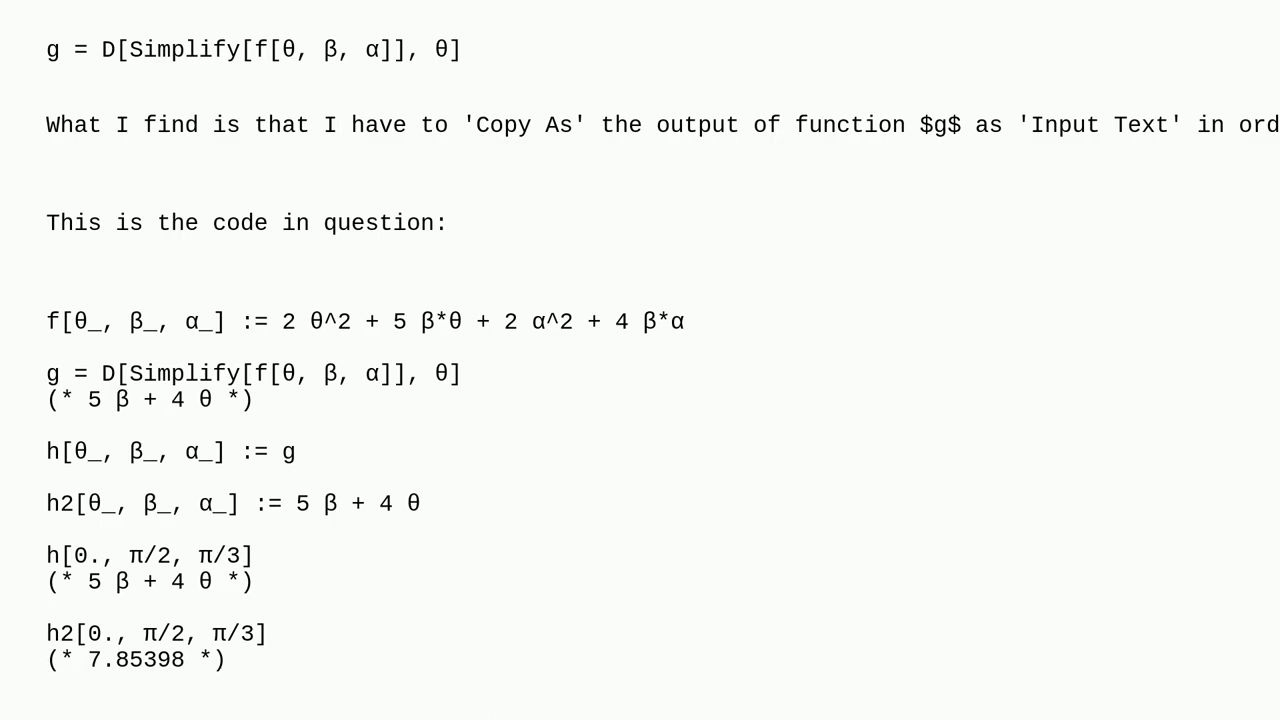 g = D[Simplify[f[θ, β, α]], θ]
What I find is that I have to 'Copy As' the output of function $g$ as 'Input Text' in ord
This is the code in question:
f[θ_, β_, α_] := 2 θ^2 + 5 β*θ + 2 α^2 + 4 β*α
g = D[Simplify[f[θ, β, α]], θ]
(* 5 β + 4 θ *)
h[θ_, β_, α_] := g
h2[θ_, β_, α_] := 5 β + 4 θ
h[0., π/2, π/3]
(* 5 β + 4 θ *)
h2[0., π/2, π/3]
(* 7.85398 *)